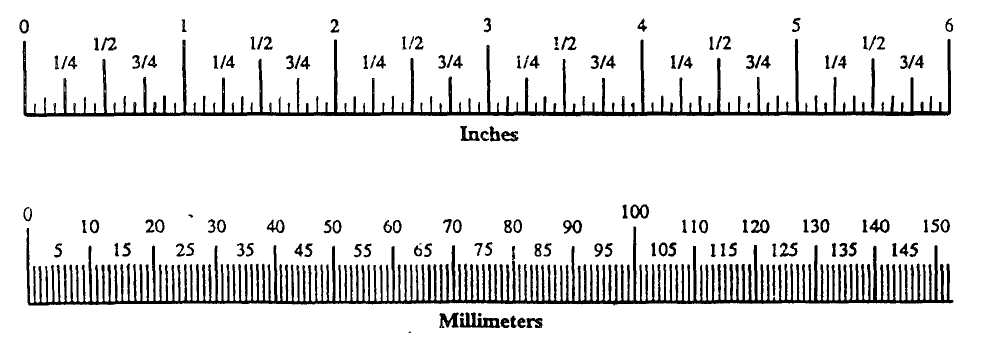 0 1 2 3 4 5 6
1/2 1/2 1/2 1/2 1/2 1/2
1/4 3/4 1/4 3/4 1/4 3/4 1/4 3/4 1/4 3/4 1/4 3/4
Inches
0 100
10 20 30 40 50 60 70 80 90 110 120 130 140 150
5 15 25 35 45 55 65 75 85 95 105 115 125 135 145
Millimeters